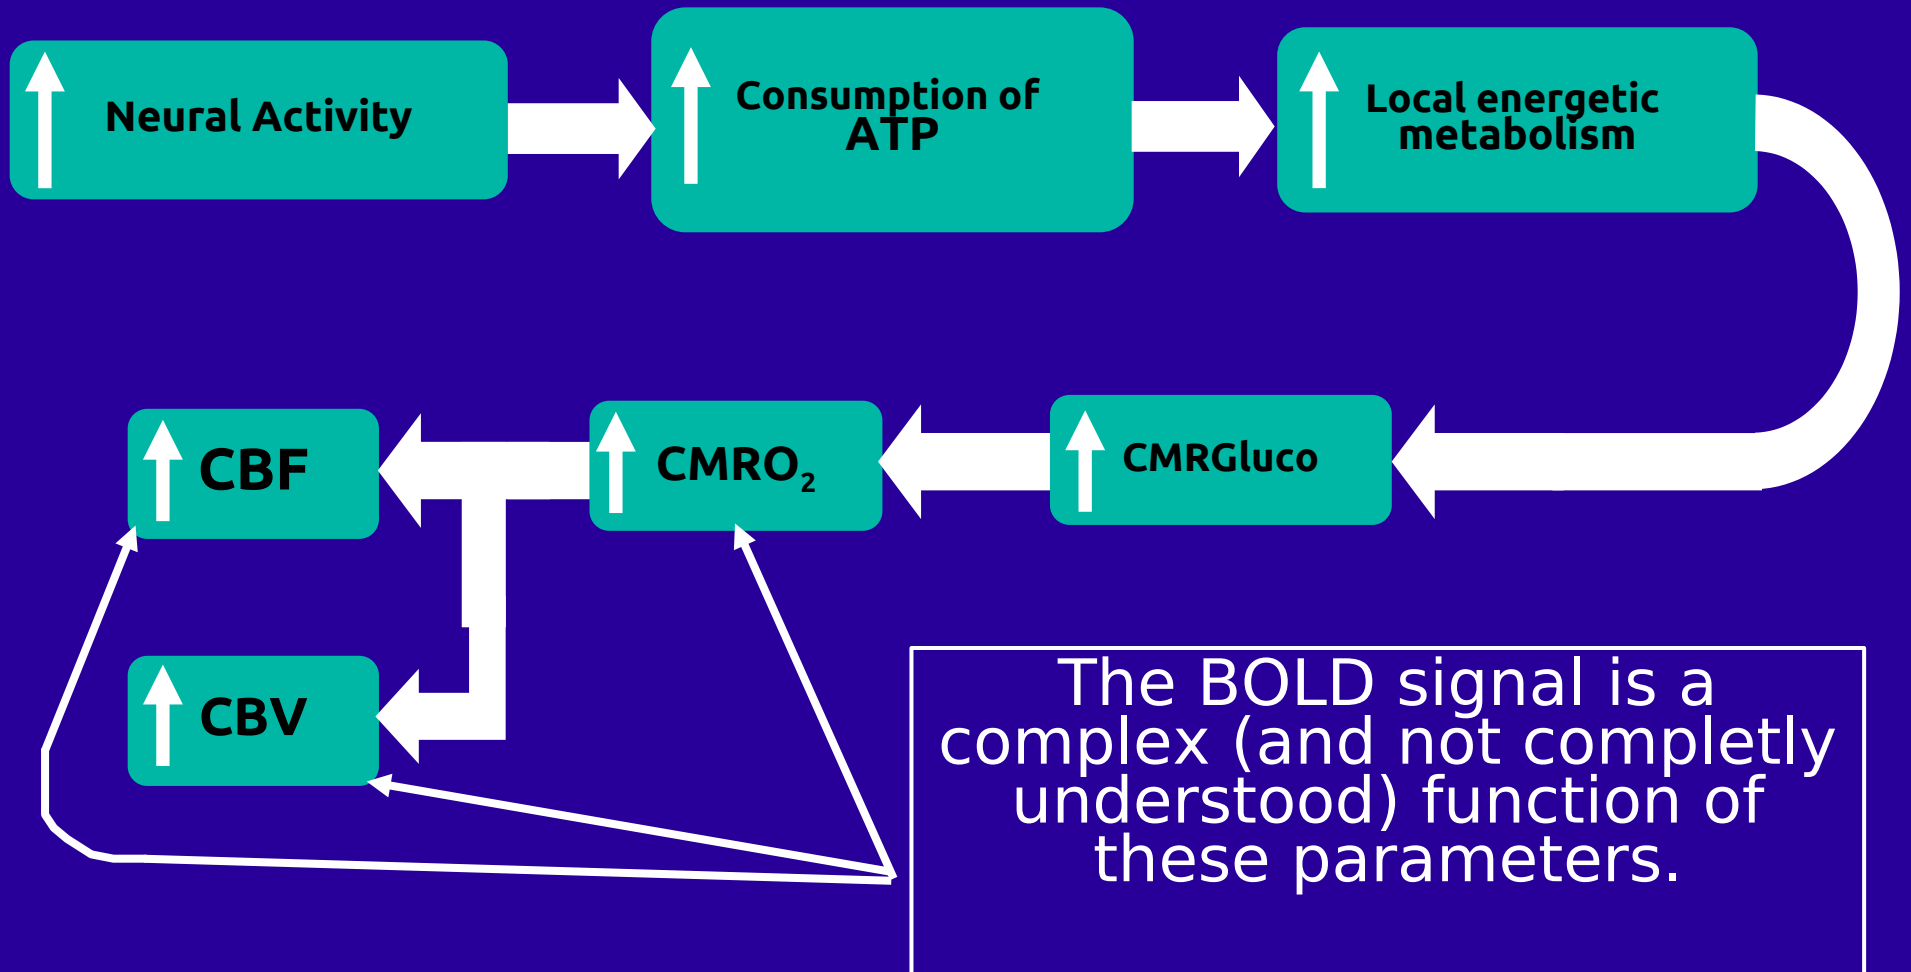 Neural Activity
Consumption of
ATP
Local energetic
metabolism
CBF
CMRO₂
CMRGluco
CBV
The BOLD signal is a
complex (and not completly
understood) function of
these parameters.